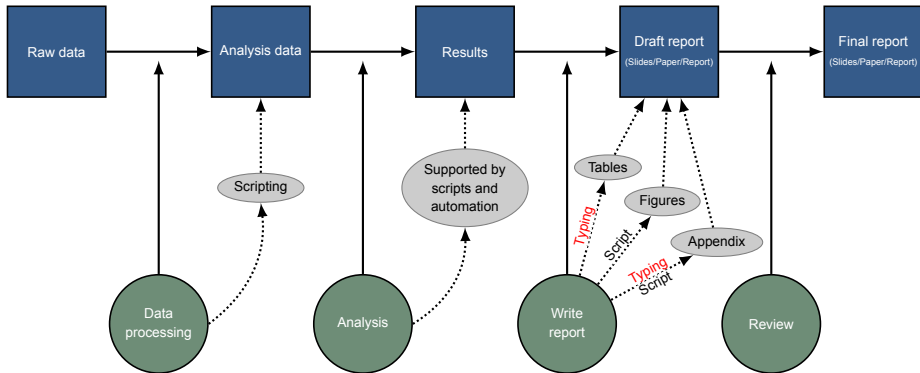 Raw data
Analysis data
Results
Draft report
(Slides/Paper/Report)
Final report
(Slides/Paper/Report)
Scripting
Supported by
scripts and
automation
Tables
Figures
Appendix
Typing
Script
Typing
Script
Data
processing
Analysis
Write
report
Review